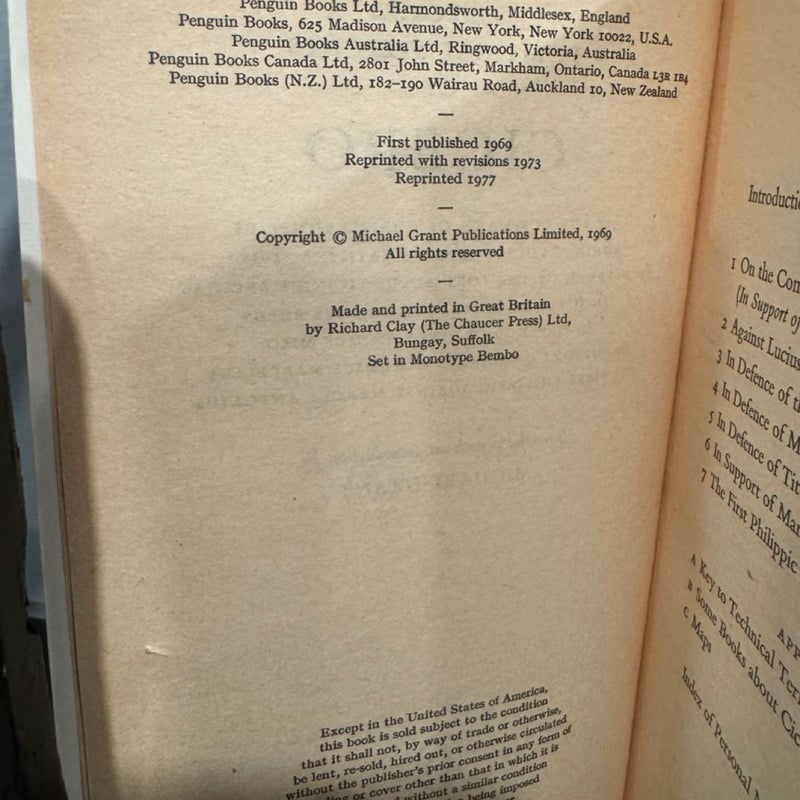 Penguin Books Ltd, Harmondsworth, Middlesex, England
Penguin Books, 625 Madison Avenue, New York, New York 10022, U.S.A.
Penguin Books Australia Ltd, Ringwood, Victoria, Australia
Penguin Books Canada Ltd, 2801 John Street, Markham, Ontario, Canada L3R 1B4
Penguin Books (N.Z.) Ltd, 182–190 Wairau Road, Auckland 10, New Zealand
—
First published 1969
Reprinted with revisions 1973
Reprinted 1977
—
Copyright © Michael Grant Publications Limited, 1969
All rights reserved
—
Made and printed in Great Britain
by Richard Clay (The Chaucer Press) Ltd,
Bungay, Suffolk
Set in Monotype Bembo
Except in the United States of America,
this book is sold subject to the condition
that it shall not, by way of trade or otherwise,
be lent, re-sold, hired out, or otherwise circulated
without the publisher's prior consent in any form of
or cover other than that in which it is
without a similar condition
being imposed
Introducti
1 On the Com
(In Support of
2 Against Lucius
3 In Defence of th
4 In Defence of M
5 In Defence of Tit
6 In Support of Mar
7 The First Philippic
APP
A Key to Technical Ter
B Some Books about Cic
C Maps
Index of Personal